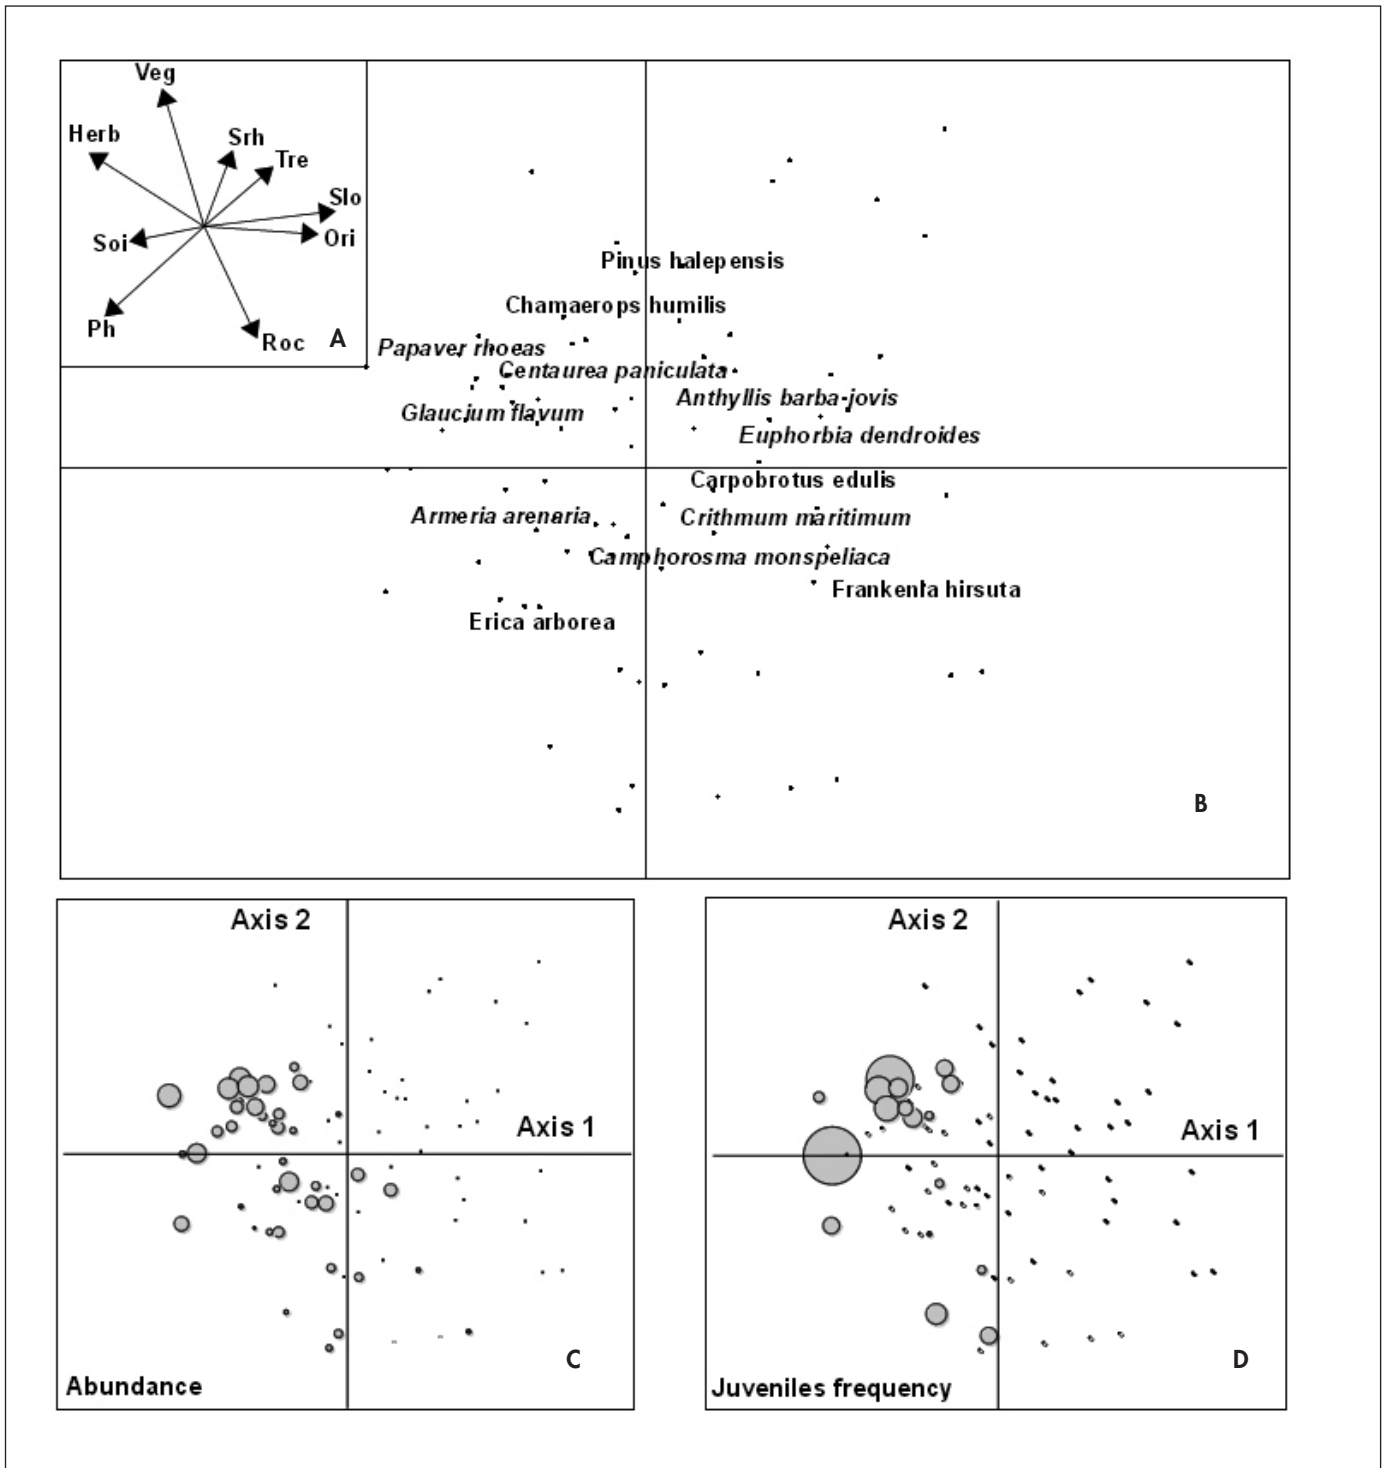 Veg
Herb
Srh
Tre
Slo
Soi
Ori
Ph
Roc
A
Pinus halepensis
Chamaerops humilis
Papaver rhoeas
Centaurea paniculata
Anthyllis barba-jovis
Glaucium flavum
Euphorbia dendroides
Carpobrotus edulis
Armeria arenaria
Crithmum maritimum
Camphorosma monspeliaca
Frankenia hirsuta
Erica arborea
B
Axis 2
Axis 1
C
Abundance
Axis 2
Axis 1
D
Juveniles frequency